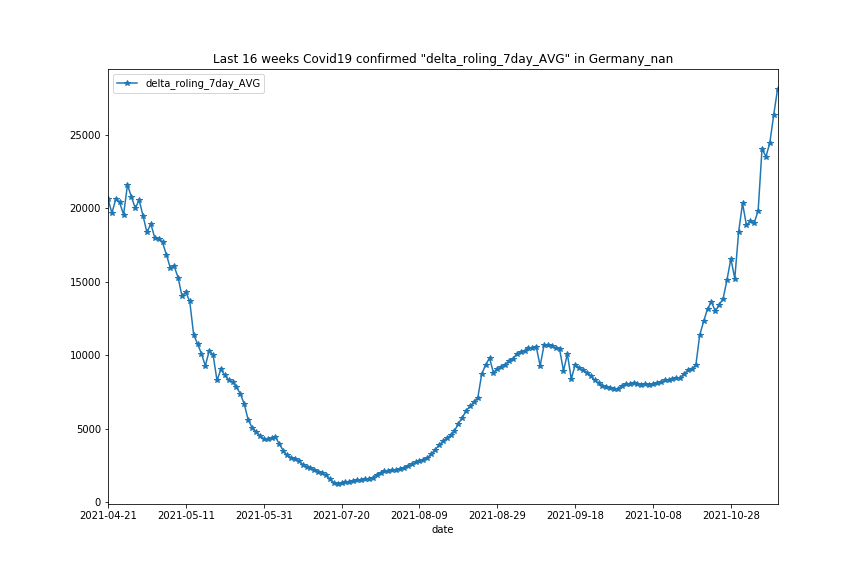 Last 16 weeks Covid19 confirmed "delta_roling_7day_AVG" in Germany_nan
delta_roling_7day_AVG
25000
20000
15000
10000
5000
0
2021-04-21 2021-05-11 2021-05-31 2021-07-20 2021-08-09 2021-08-29 2021-09-18 2021-10-08 2021-10-28
date